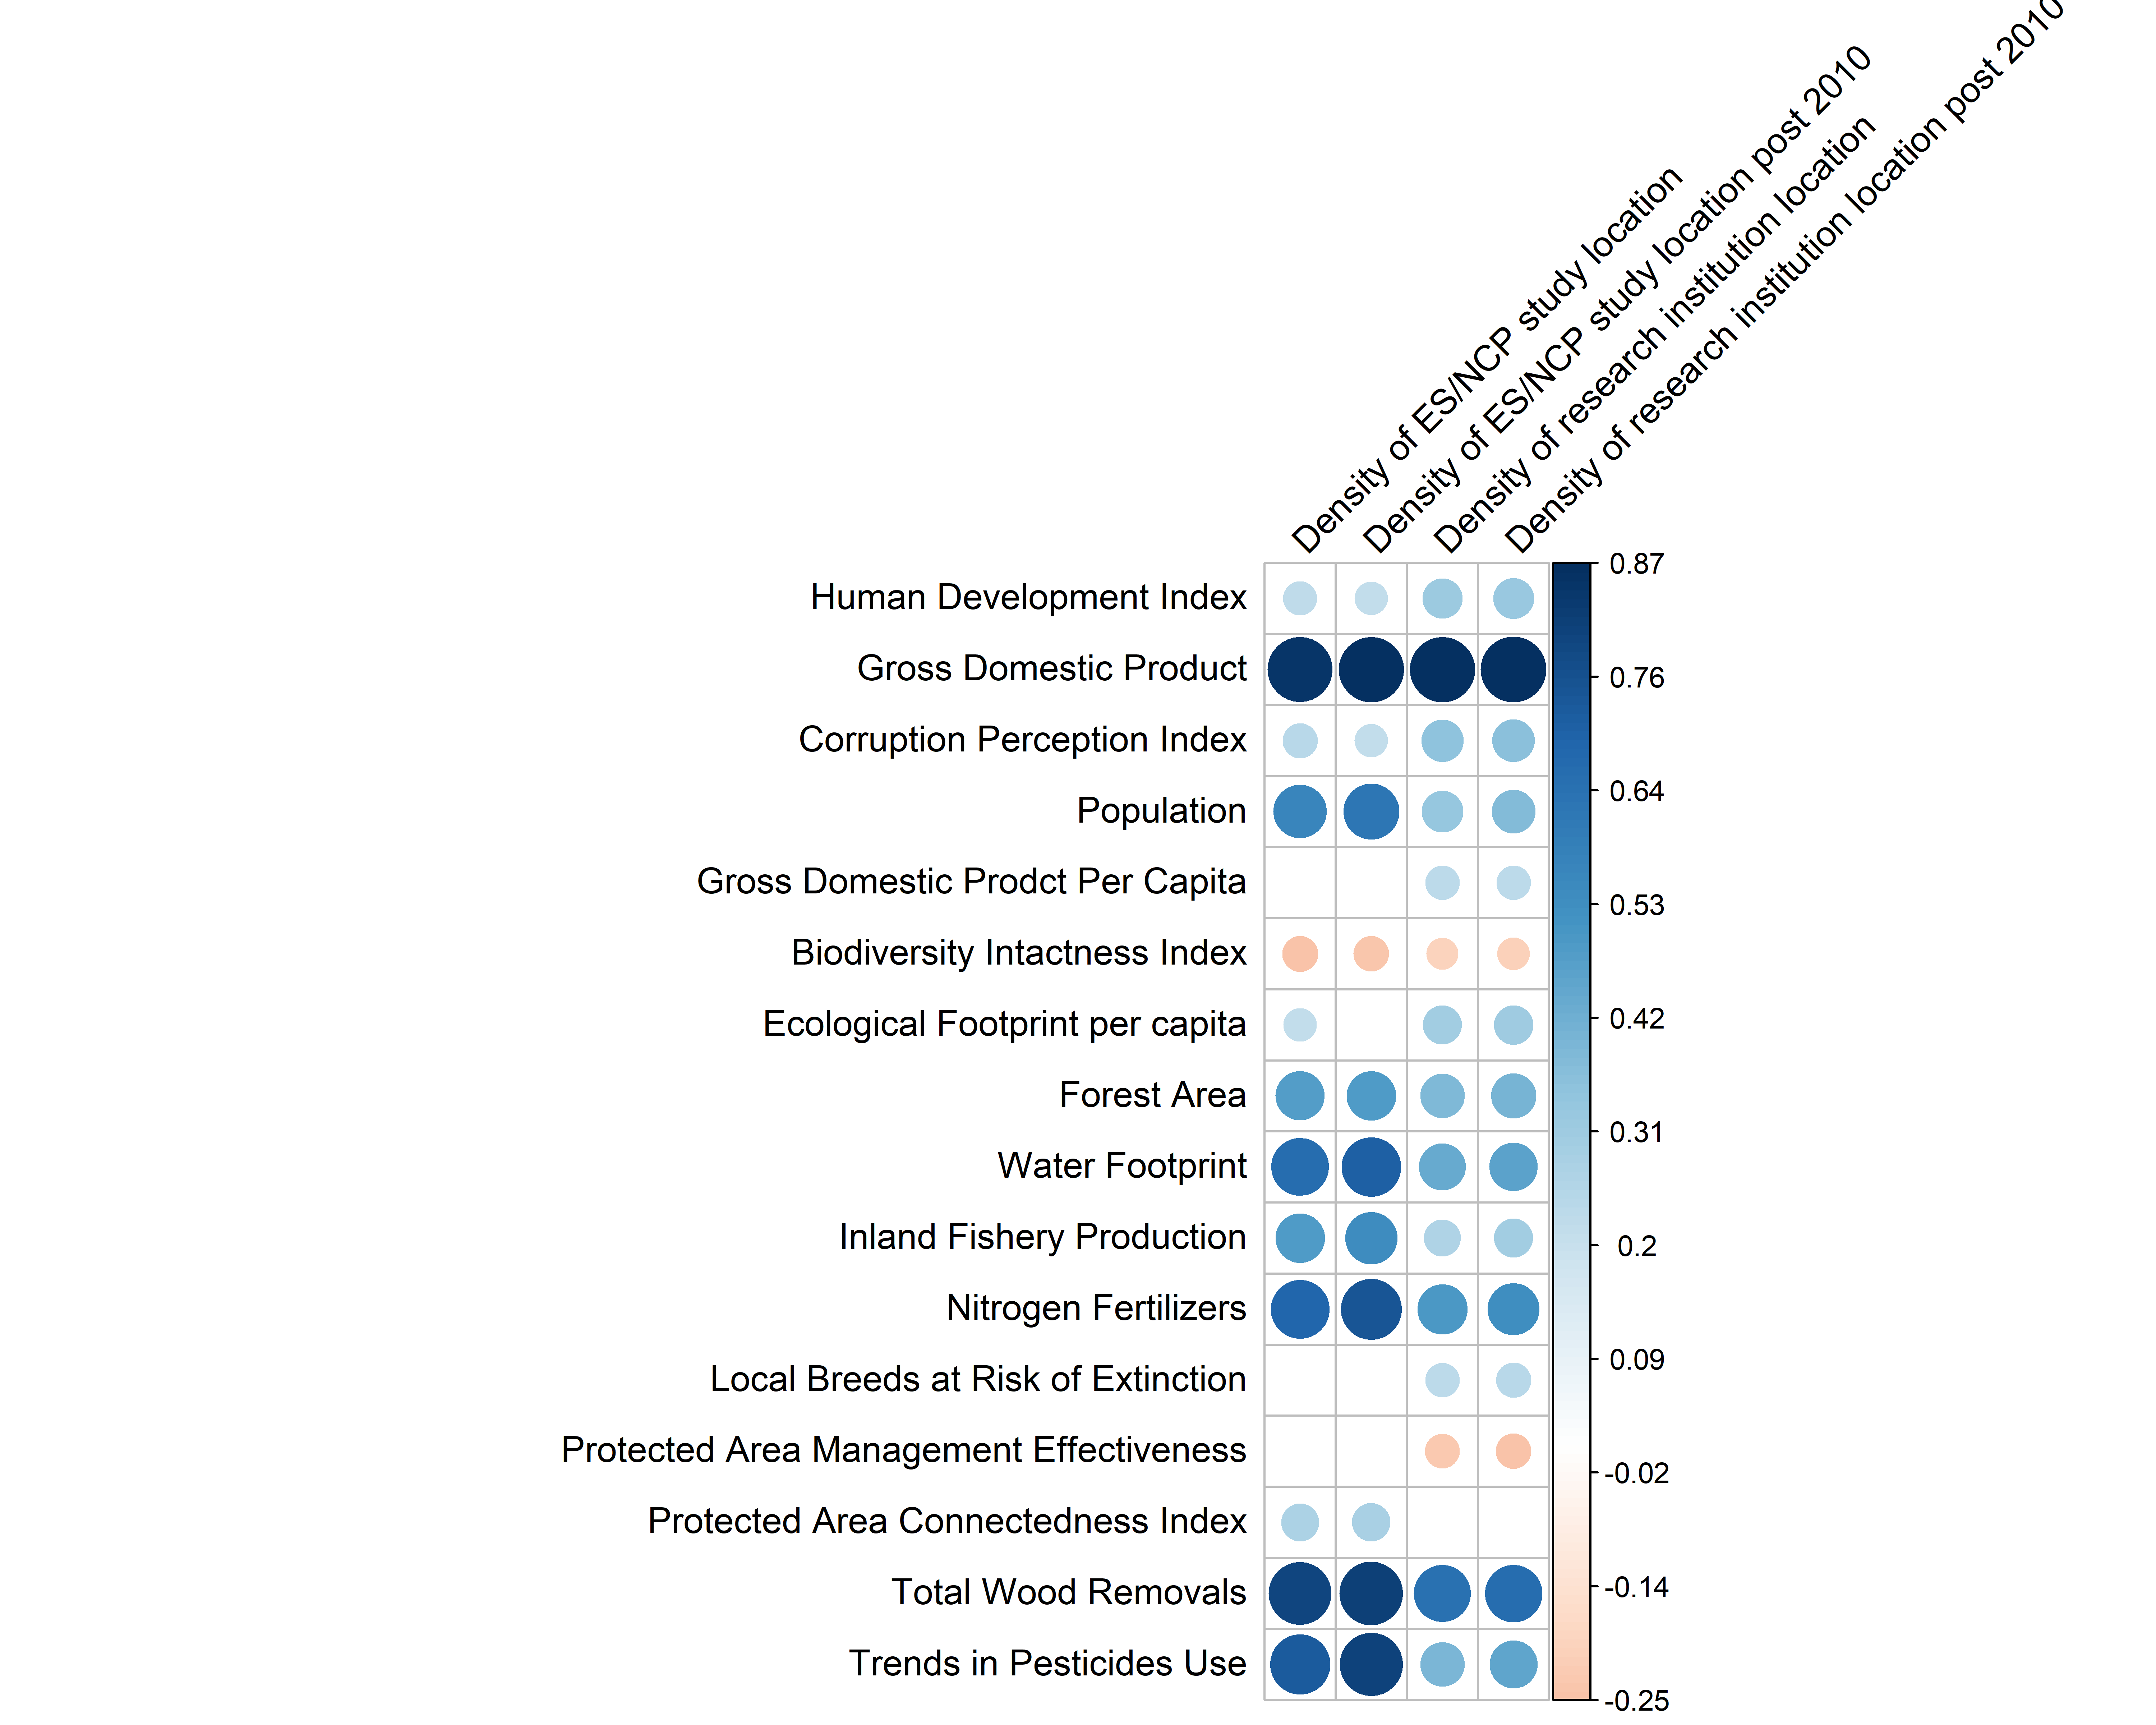 Density of ES/NCP study location
Density of ES/NCP study location post 2010
Density of research institution location
Density of research institution location post 2010
Human Development Index
Gross Domestic Product
Corruption Perception Index
Population
Gross Domestic Prodct Per Capita
Biodiversity Intactness Index
Ecological Footprint per capita
Forest Area
Water Footprint
Inland Fishery Production
Nitrogen Fertilizers
Local Breeds at Risk of Extinction
Protected Area Management Effectiveness
Protected Area Connectedness Index
Total Wood Removals
Trends in Pesticides Use
0.87
0.76
0.64
0.53
0.42
0.31
0.2
0.09
-0.02
-0.14
-0.25